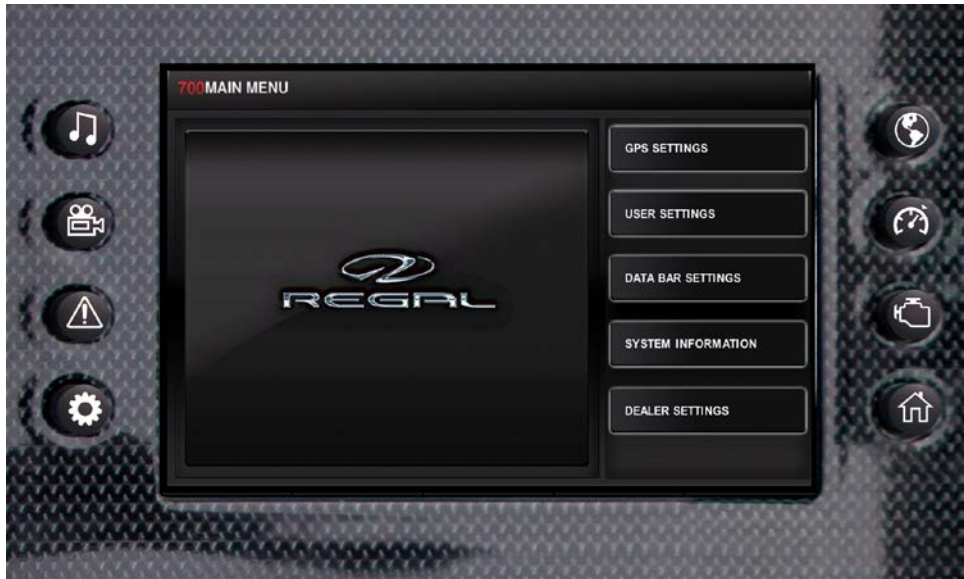 700MAIN MENU
REGAL
GPS SETTINGS
USER SETTINGS
DATA BAR SETTINGS
SYSTEM INFORMATION
DEALER SETTINGS